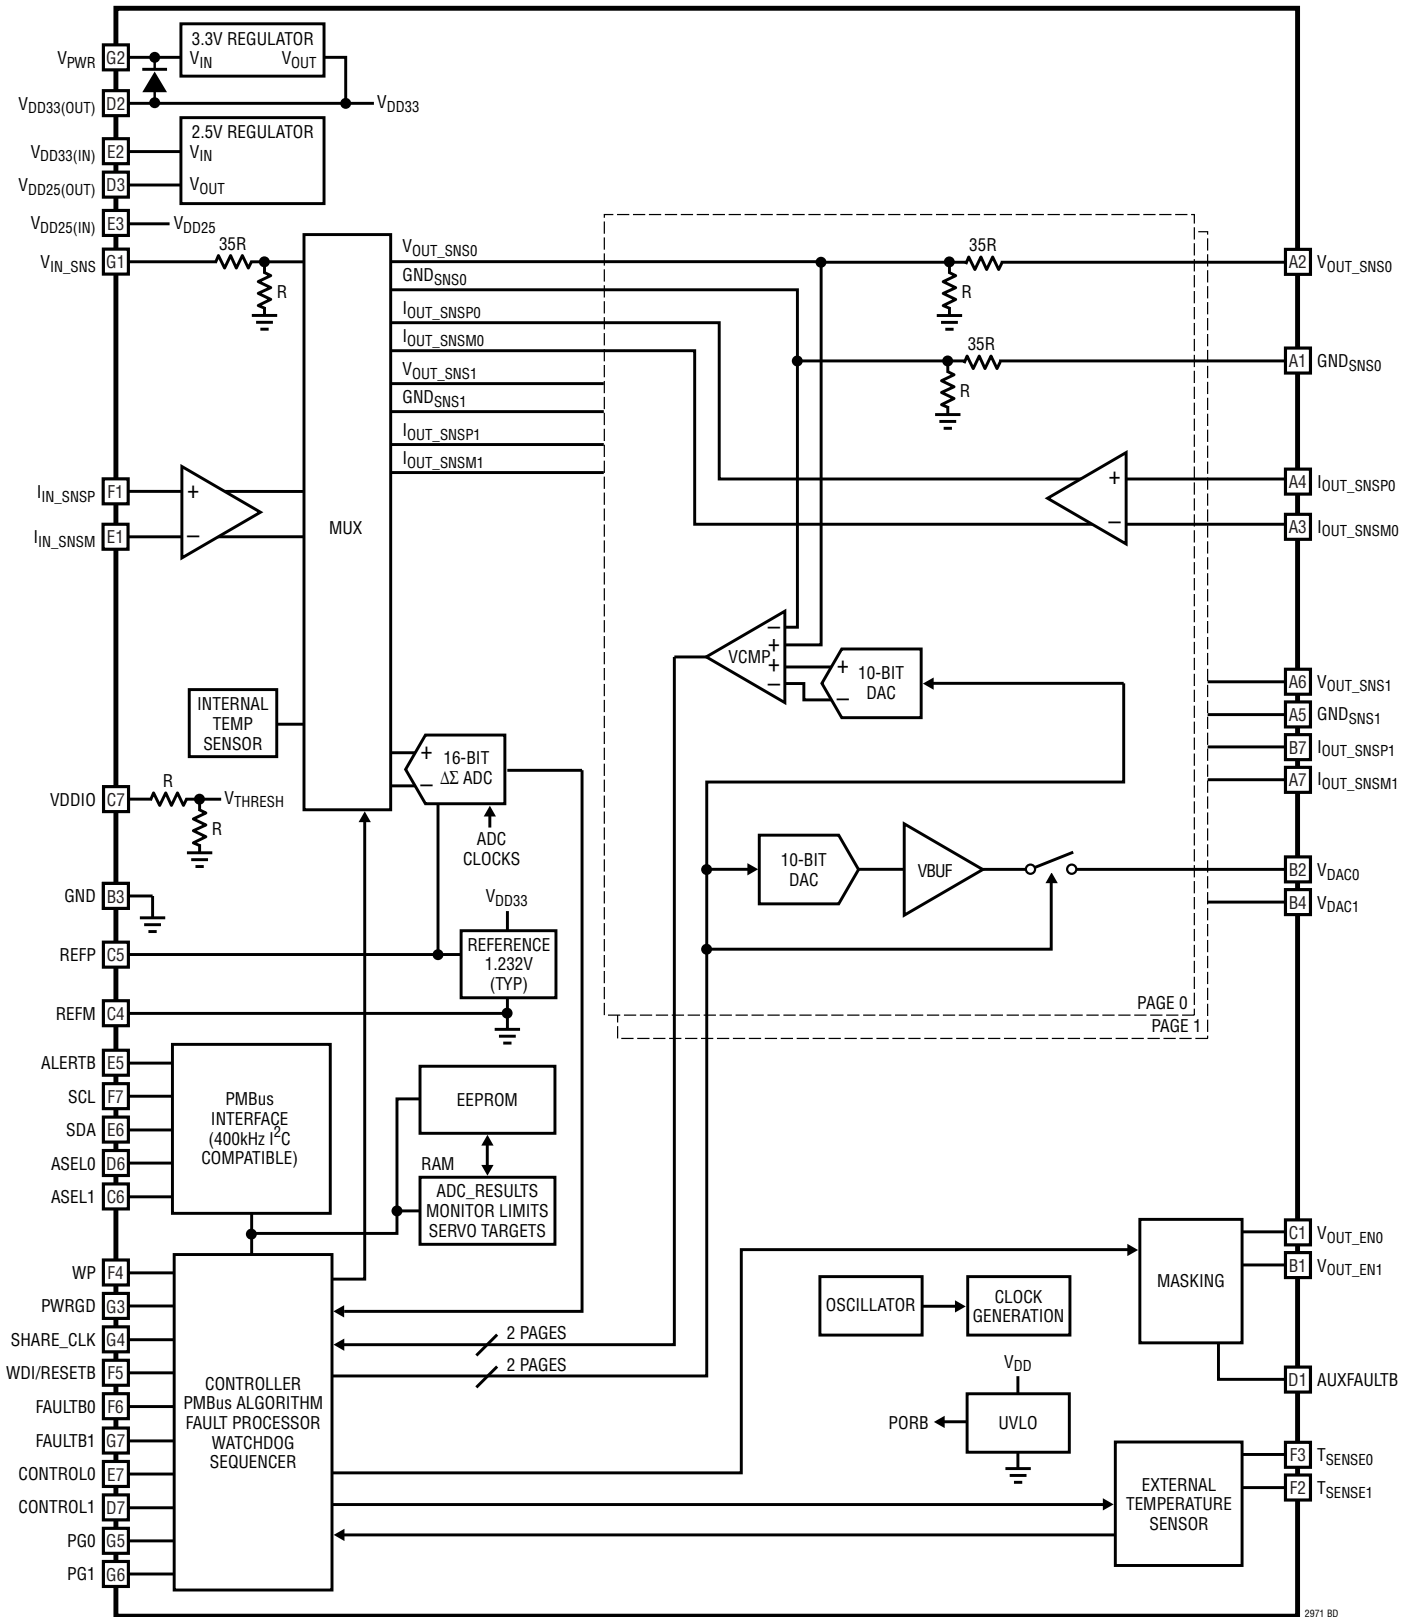 3.3V REGULATOR
VIN VOUT
VPWR G2
VDD33(OUT) D2
VDD33
2.5V REGULATOR
VIN
VOUT
VDD33(IN) E2
VDD25(OUT) D3
VDD25(IN) E3 VDD25
VIN_SNS G1
35R
R
MUX
VOUT_SNS0
GNDSNS0
IOUT_SNSP0
IOUT_SNSM0
VOUT_SNS1
GNDSNS1
IOUT_SNSP1
IOUT_SNSM1
35R
R
A2 VOUT_SNS0
35R
R
A1 GNDSNS0
IIN_SNSP F1 +
IIN_SNSM E1 −
+ A4 IOUT_SNSP0
− A3 IOUT_SNSM0
−
+
VCMP
+
−
+
−
10-BIT
DAC
A6 VOUT_SNS1
A5 GNDSNS1
B7 IOUT_SNSP1
A7 IOUT_SNSM1
INTERNAL
TEMP
SENSOR
+
−
16-BIT
ΔΣ ADC
ADC
CLOCKS
VDDIO C7
R
VTHRESH
R
10-BIT
DAC
VBUF
B2 VDAC0
B4 VDAC1
GND B3
VDD33
REFERENCE
1.232V
(TYP)
REFP C5
REFM C4
PAGE 0
PAGE 1
ALERTB E5
SCL F7
SDA E6
ASEL0 D6
ASEL1 C6
PMBus
INTERFACE
(400kHz I²C
COMPATIBLE)
EEPROM
RAM
ADC_RESULTS
MONITOR LIMITS
SERVO TARGETS
WP F4
PWRGD G3
SHARE_CLK G4
WDI/RESETB F5
FAULTB0 F6
FAULTB1 G7
CONTROL0 E7
CONTROL1 D7
PG0 G5
PG1 G6
CONTROLLER
PMBus ALGORITHM
FAULT PROCESSOR
WATCHDOG
SEQUENCER
2 PAGES
2 PAGES
OSCILLATOR
CLOCK
GENERATION
MASKING
C1 VOUT_EN0
B1 VOUT_EN1
D1 AUXFAULTB
VDD
UVLO
PORB
EXTERNAL
TEMPERATURE
SENSOR
F3 TSENSE0
F2 TSENSE1
2971 BD